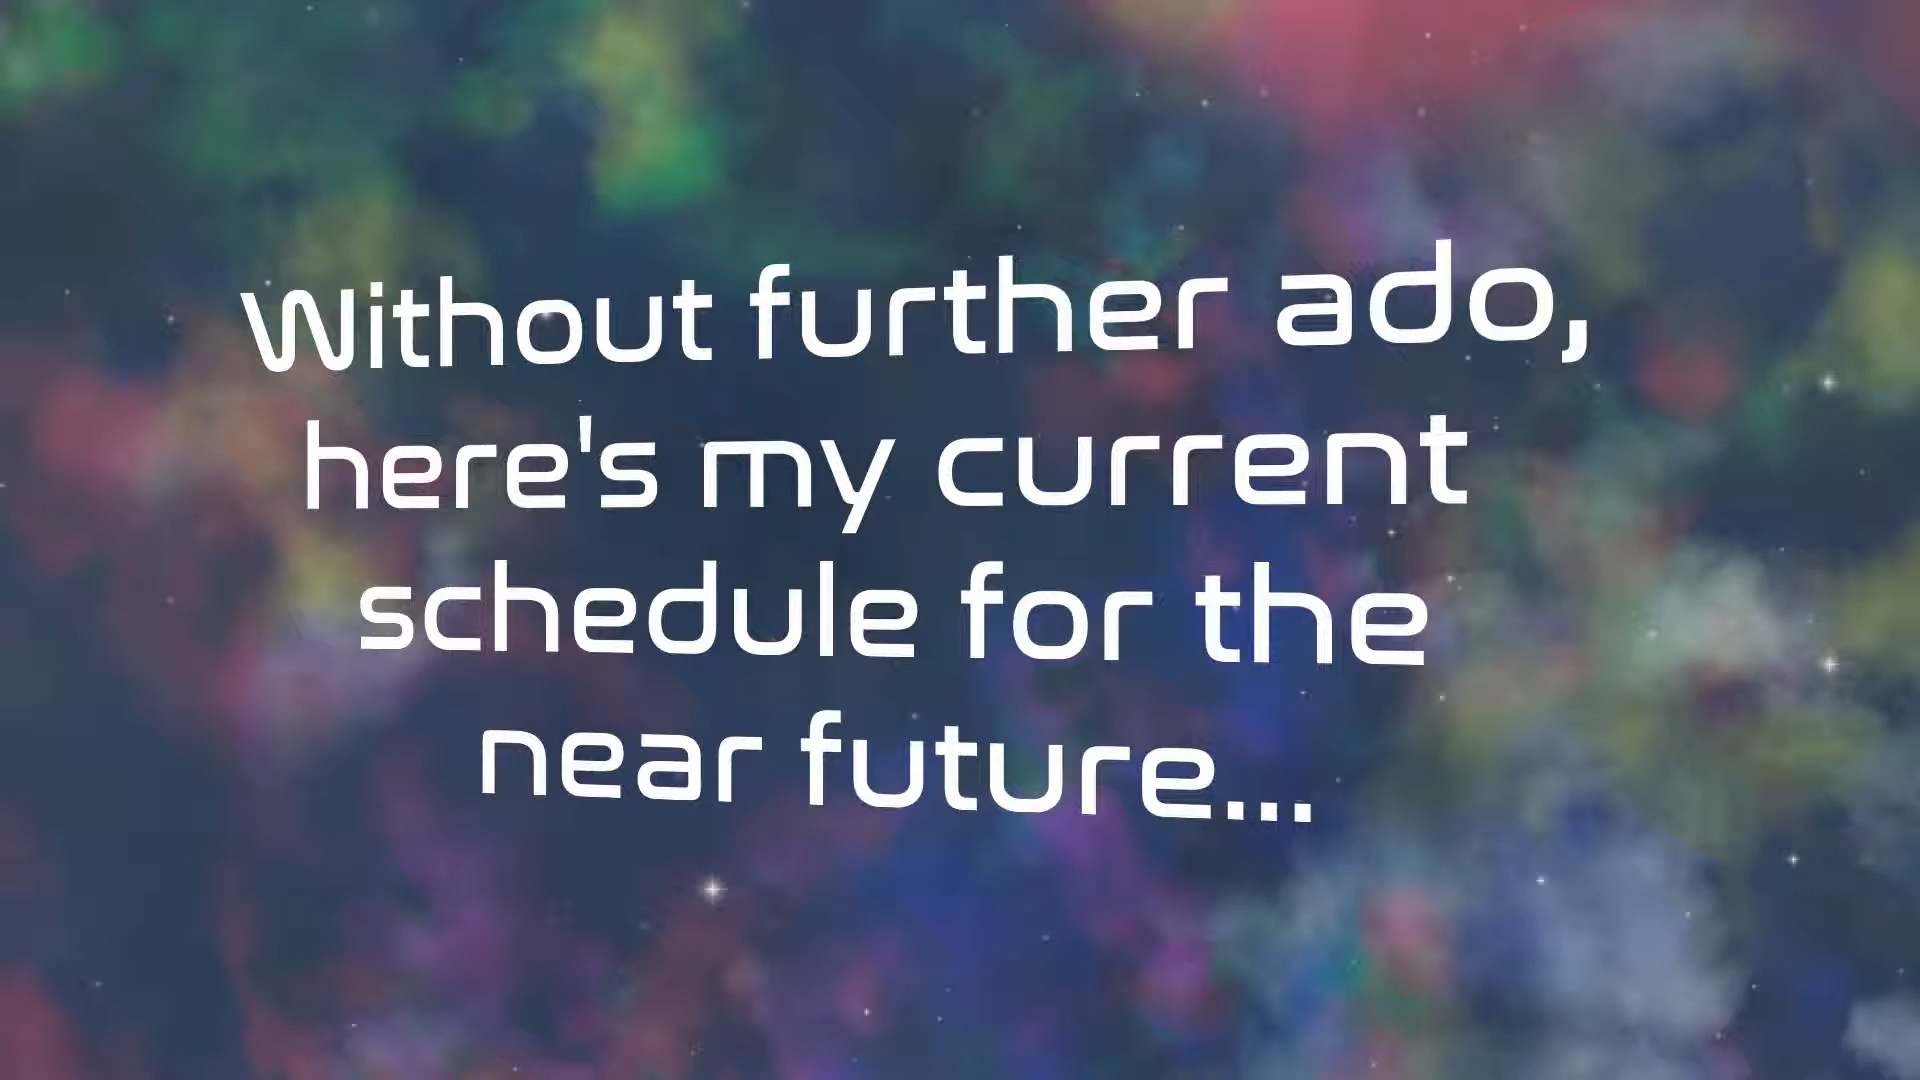 Without further ado,
here's my current
schedule for the
near future...